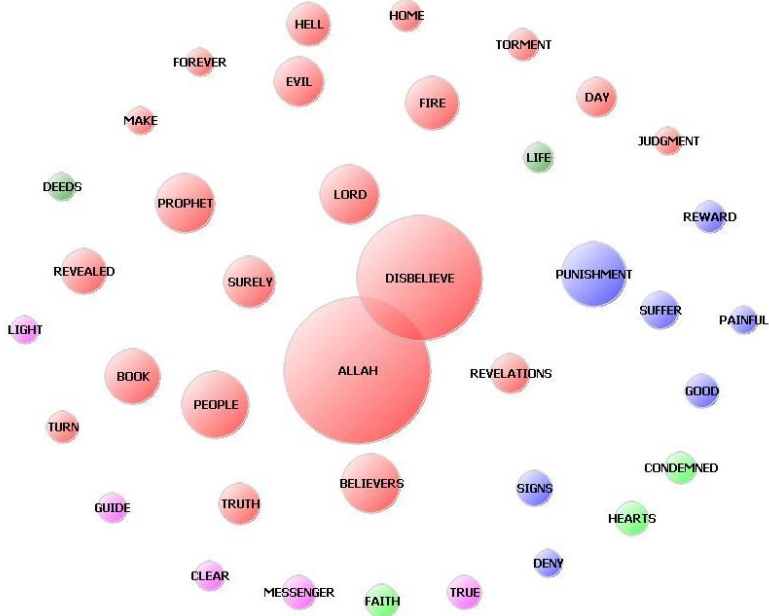 HOME
HELL
TORMENT
FOREVER
EVIL
DAY
FIRE
MAKE
JUDGMENT
LIFE
DEEDS
LORD
PROPHET
REWARD
REVEALED
PUNISHMENT
DISBELIEVE
SURELY
SUFFER
PAINFUL
LIGHT
ALLAH
REVELATIONS
BOOK
GOOD
PEOPLE
TURN
CONDEMNED
BELIEVERS
SIGNS
TRUTH
GUIDE
HEARTS
DENY
CLEAR
MESSENGER
TRUE
FAITH